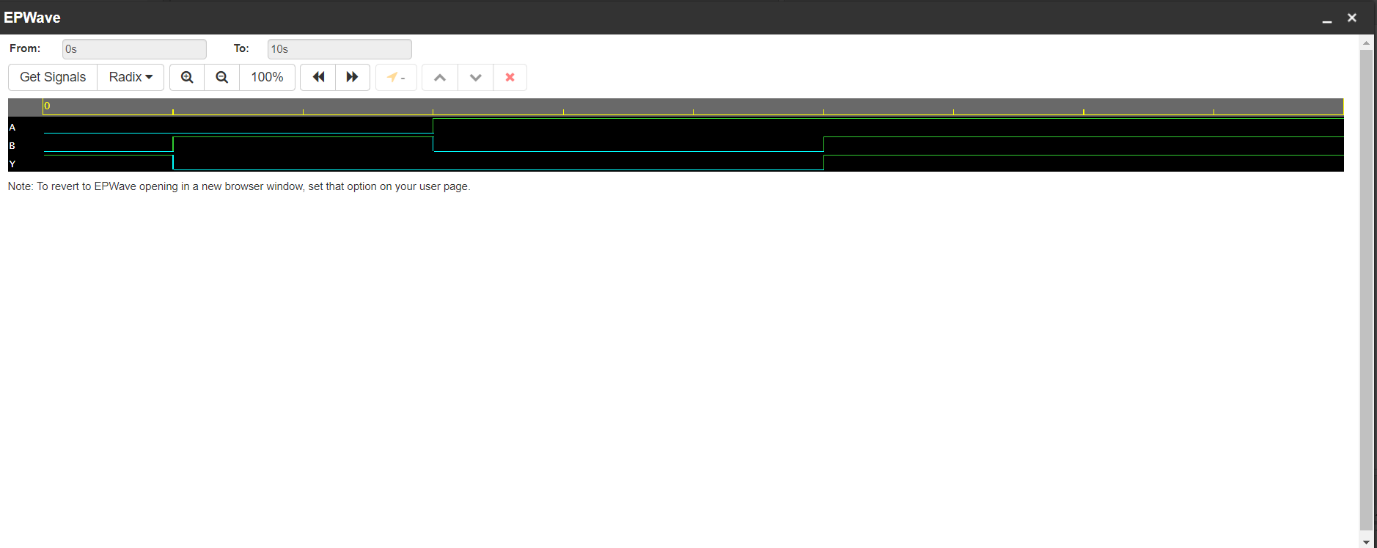 EPWave
From: 0s To: 10s
Get Signals Radix 100% -
0
A
B
Y
Note: To revert to EPWave opening in a new browser window, set that option on your user page.